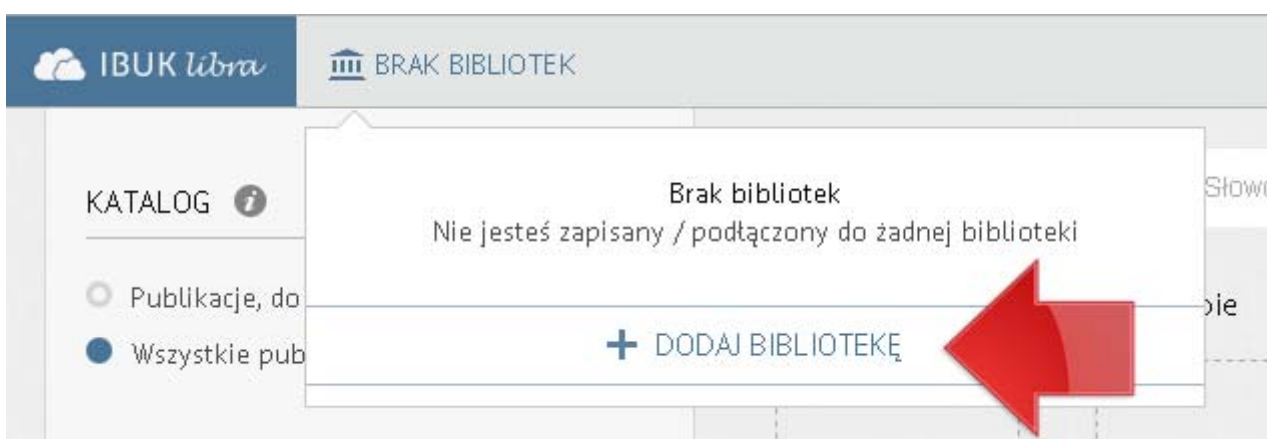 IBUK libra
BRAK BIBLIOTEK
Brak bibliotek
Nie jesteś zapisany / podłączony do żadnej biblioteki
+ DODAJ BIBLIOTEKĘ
KATALOG
Publikacje, do
Wszystkie